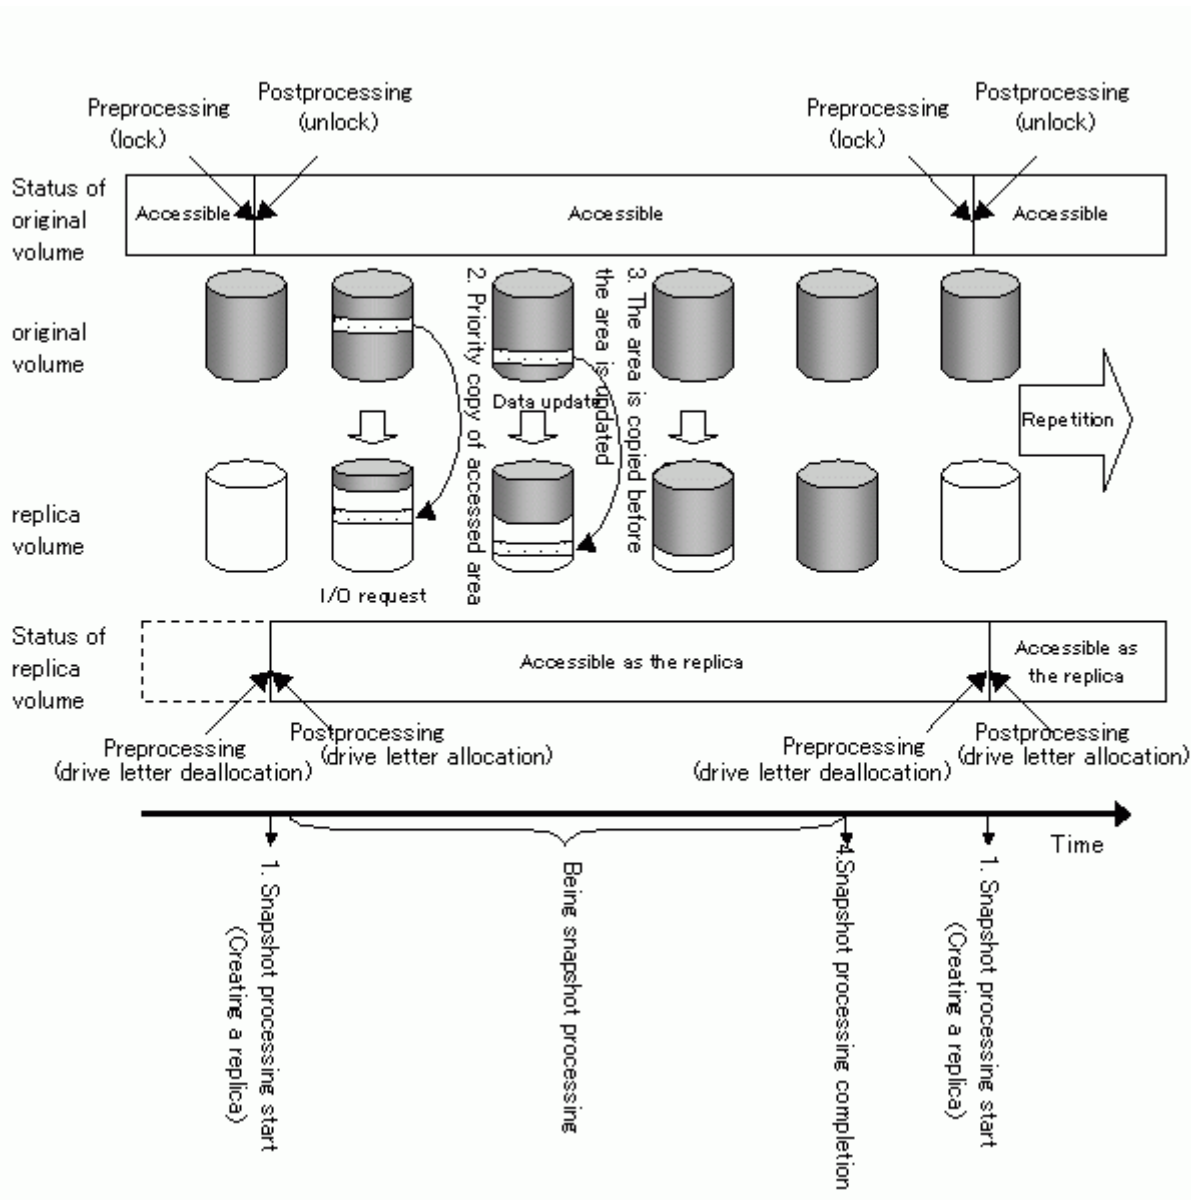 Preprocessing
(lock)
Postprocessing
(unlock)
Preprocessing
(lock)
Postprocessing
(unlock)
Status of
original
volume
Accessible
Accessible
Accessible
original
volume
2. Priority copy of accessed area
Data update
3. The area is copied before
the area is updated
Repetition
replica
volume
I/O request
Status of
replica
volume
Accessible as the replica
Accessible as
the replica
Preprocessing
(drive letter deallocation)
Postprocessing
(drive letter allocation)
Preprocessing
(drive letter deallocation)
Postprocessing
(drive letter allocation)
Time
1. Snapshot processing start
(Creating a replica)
Being snapshot processing
4.Snapshot processing completion
1. Snapshot processing start
(Creating a replica)